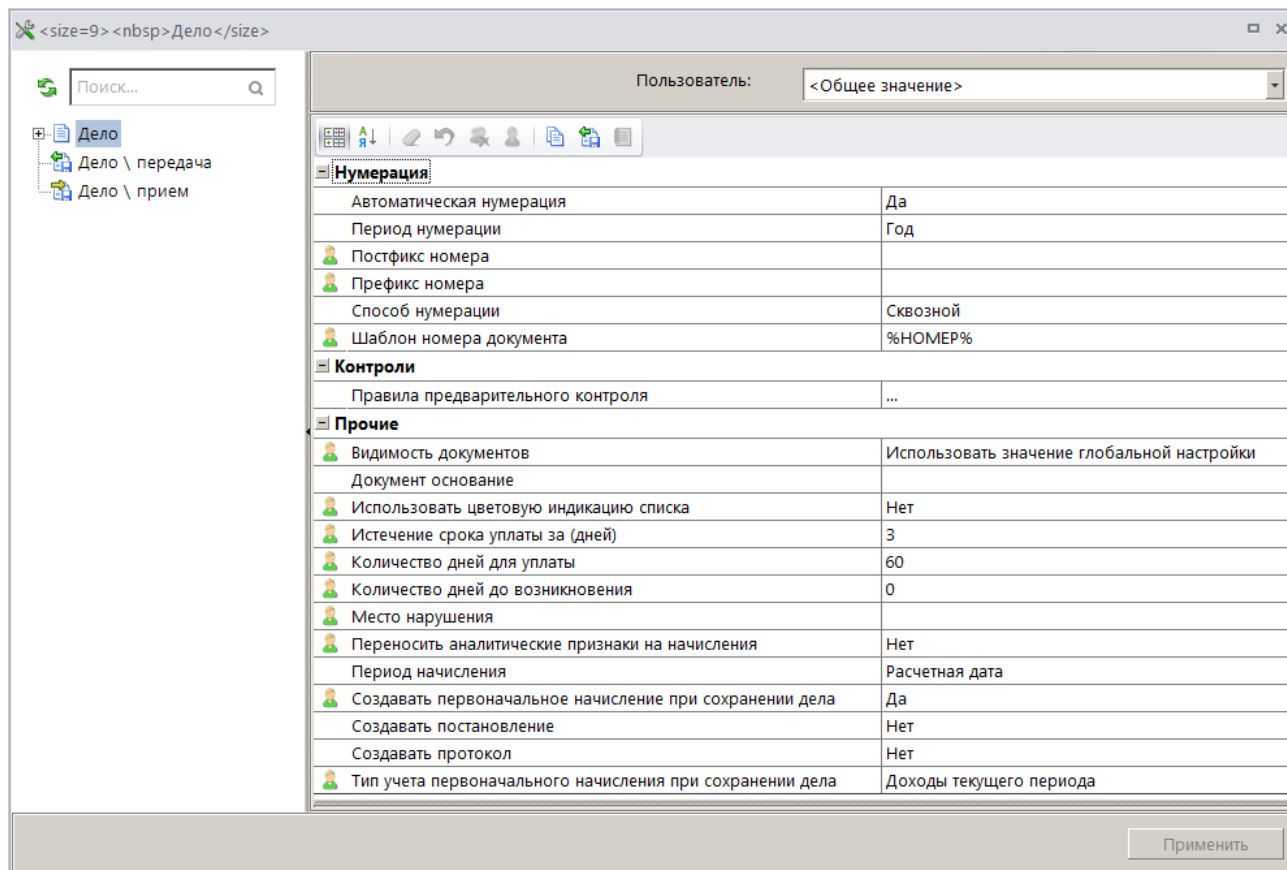 <size=9><nbsp>Дело</size>
Поиск...
Пользователь: <Общее значение>
Дело
Дело \ передача
Дело \ прием
Нумерация
Автоматическая нумерация Да
Период нумерации Год
Постфикс номера
Префикс номера
Способ нумерации Сквозной
Шаблон номера документа %НОМЕР%
Контроли
Правила предварительного контроля ...
Прочие
Видимость документов Использовать значение глобальной настройки
Документ основание
Использовать цветовую индикацию списка Нет
Истечение срока уплаты за (дней) 3
Количество дней для уплаты 60
Количество дней до возникновения 0
Место нарушения
Переносить аналитические признаки на начисления Нет
Период начисления Расчетная дата
Создавать первоначальное начисление при сохранении дела Да
Создавать постановление Нет
Создавать протокол Нет
Тип учета первоначального начисления при сохранении дела Доходы текущего периода
Применить